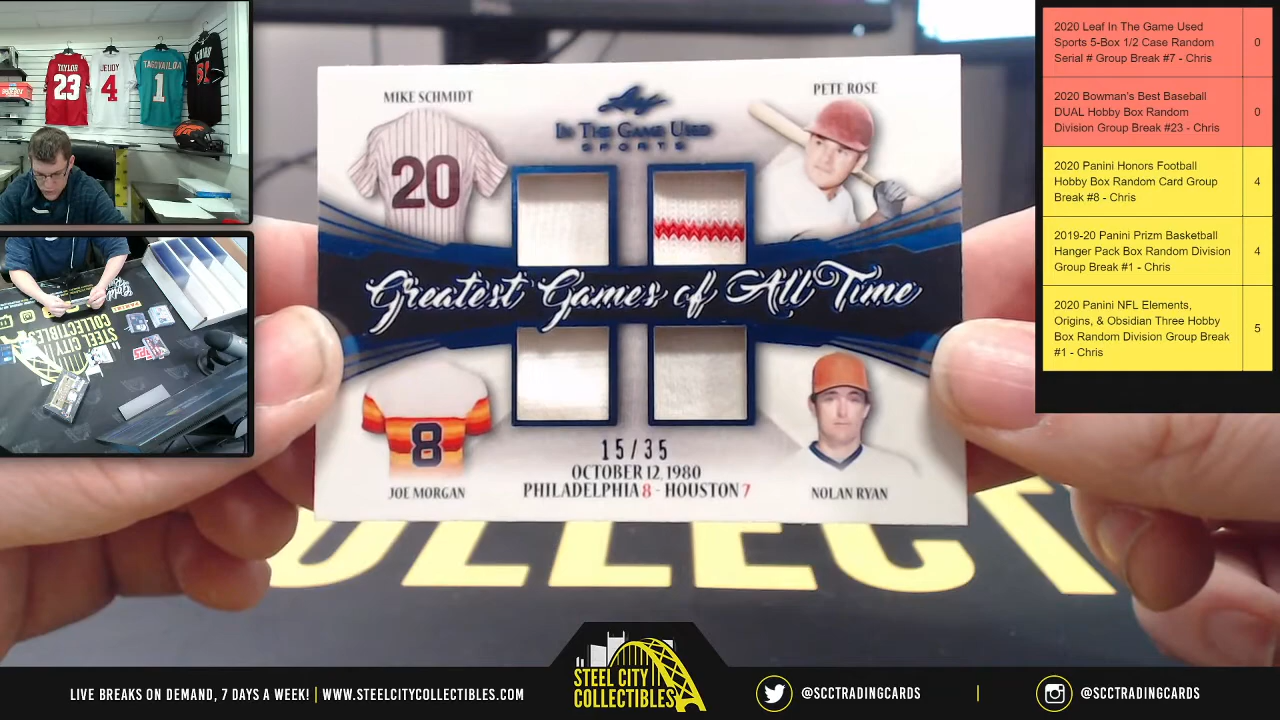 TAYLOR
23
JEUDY
4
TAGOVAILOA
1
MIKE SCHMIDT
20
Leaf
IN THE GAME USED
SPORTS
PETE ROSE
Greatest Games of All Time
8
JOE MORGAN
15/35
OCTOBER 12, 1980
PHILADELPHIA 8 - HOUSTON 7
NOLAN RYAN
COLLECT
2020 Leaf In The Game Used
Sports 5-Box 1/2 Case Random
Serial # Group Break #7 - Chris
0
2020 Bowman's Best Baseball
DUAL Hobby Box Random
Division Group Break #23 - Chris
0
2020 Panini Honors Football
Hobby Box Random Card Group
Break #8 - Chris
4
2019-20 Panini Prizm Basketball
Hanger Pack Box Random Division
Group Break #1 - Chris
4
2020 Panini NFL Elements,
Origins, & Obsidian Three Hobby
Box Random Division Group Break
#1 - Chris
5
LIVE BREAKS ON DEMAND, 7 DAYS A WEEK! | WWW.STEELCITYCOLLECTIBLES.COM
STEEL CITY
COLLECTIBLES
@SCCTRADINGCARDS
|
@SCCTRADINGCARDS